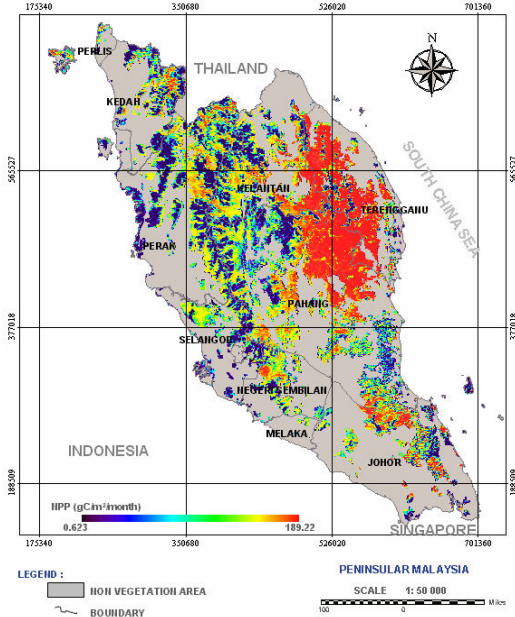 175340 350680 526020 701360
N
PERLIS
THAILAND
KEDAH
565527 565527
SOUTH CHINA SEA
KELANTAN
TERENGGANU
PERAK
PAHANG
377018 377018
SELANGOR
NEGERI SEMBILAN
MELAKA
INDONESIA
JOHOR
188509 188509
NPP (gC/m²/month)
0.623 189.22
SINGAPORE
175340 350680 526020 701360
LEGEND :
NON VEGETATION AREA
BOUNDARY
PENINSULAR MALAYSIA
SCALE 1: 50 000
100 0 Miles